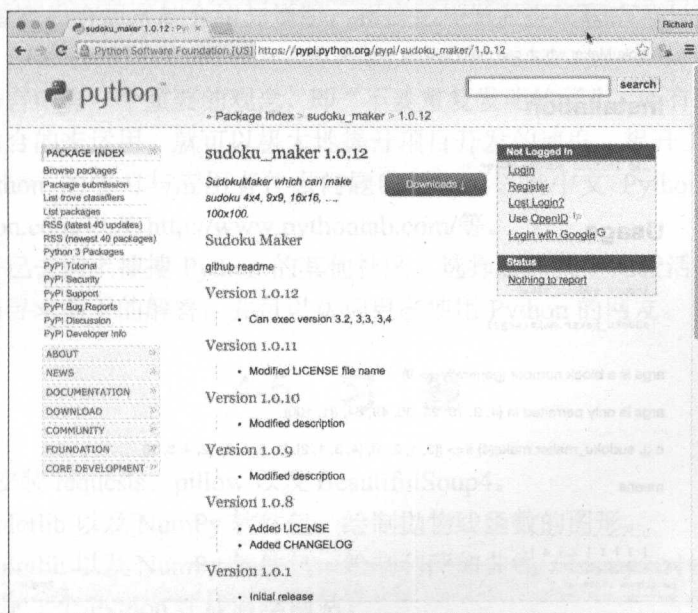 sudoku_maker 1.0.12 : Pyt
Richard
Python Software Foundation [US] https://pypi.python.org/pypi/sudoku_maker/1.0.12
python
search
» Package Index > sudoku_maker > 1.0.12
PACKAGE INDEX »
Browse packages
Package submission
List trove classifiers
List packages
RSS (latest 40 updates)
RSS (newest 40 packages)
Python 3 Packages
PyPI Tutorial
PyPI Security
PyPI Support
PyPI Bug Reports
PyPI Discussion
PyPI Developer Info
ABOUT »
NEWS »
DOCUMENTATION »
DOWNLOAD »
COMMUNITY »
FOUNDATION »
CORE DEVELOPMENT »
sudoku_maker 1.0.12
SudokuMaker which can make
sudoku 4x4, 9x9, 16x16, ...,
100x100.
Downloads ↓
Sudoku Maker
github readme
Version 1.0.12
• Can exec version 3.2, 3.3, 3.4
Version 1.0.11
• Modified LICENSE file name
Version 1.0.10
• Modified description
Version 1.0.9
• Modified description
Version 1.0.8
• Added LICENSE
• Added CHANGELOG
Version 1.0.1
• Initial release
Not Logged In
Login
Register
Lost Login?
Use OpenID
Login with Google
Status
Nothing to report